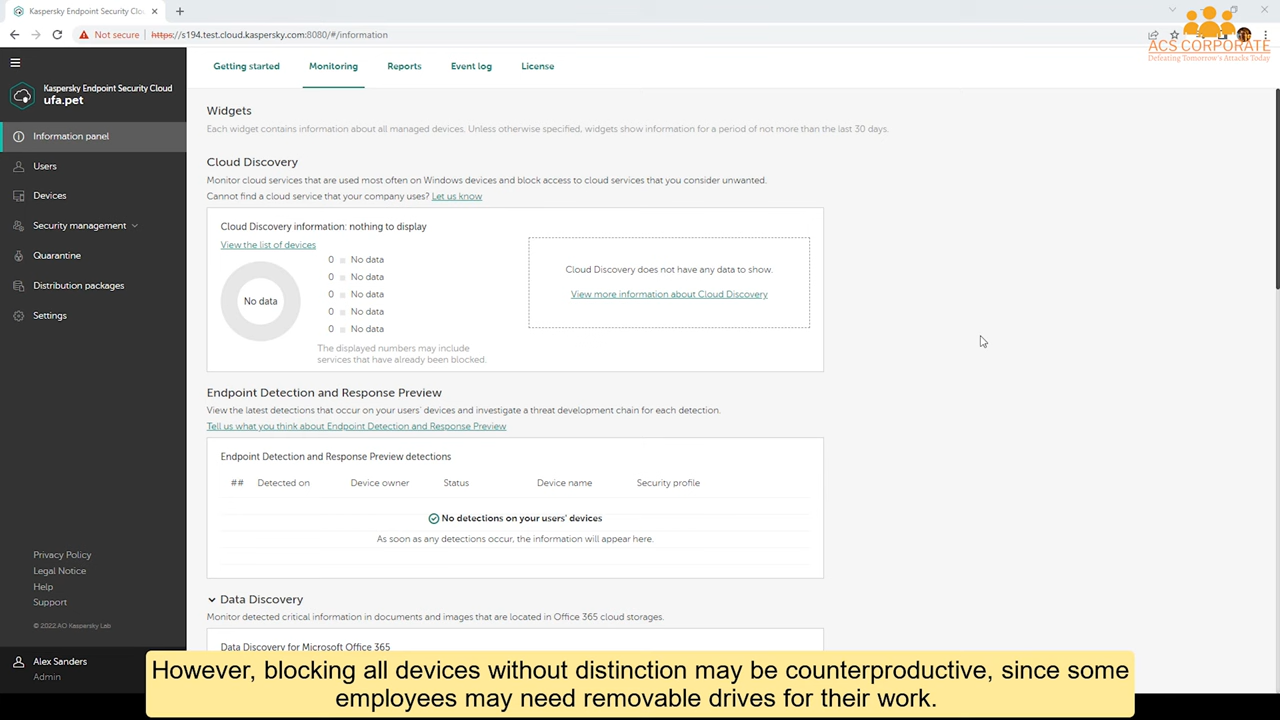 Kaspersky Endpoint Security Clou
Not secure https://s194.test.cloud.kaspersky.com:8080/#/information
ACS CORPORATE
Defeating Tomorrow's Attacks Today
Kaspersky Endpoint Security Cloud
ufa.pet
Information panel
Users
Devices
Security management
Quarantine
Distribution packages
Settings
Privacy Policy
Legal Notice
Help
Support
© 2022 AO Kaspersky Lab
Alex Sanders
Admin
Getting started Monitoring Reports Event log License
Widgets
Each widget contains information about all managed devices. Unless otherwise specified, widgets show information for a period of not more than the last 30 days.
Cloud Discovery
Monitor cloud services that are used most often on Windows devices and block access to cloud services that you consider unwanted.
Cannot find a cloud service that your company uses? Let us know
Cloud Discovery information: nothing to display
View the list of devices
No data
0 No data
0 No data
0 No data
0 No data
0 No data
The displayed numbers may include
services that have already been blocked.
Cloud Discovery does not have any data to show.
View more information about Cloud Discovery
Endpoint Detection and Response Preview
View the latest detections that occur on your users' devices and investigate a threat development chain for each detection.
Tell us what you think about Endpoint Detection and Response Preview
Endpoint Detection and Response Preview detections
## Detected on Device owner Status Device name Security profile
No detections on your users' devices
As soon as any detections occur, the information will appear here.
Data Discovery
Monitor detected critical information in documents and images that are located in Office 365 cloud storages.
Data Discovery for Microsoft Office 365
However, blocking all devices without distinction may be counterproductive, since some
employees may need removable drives for their work.